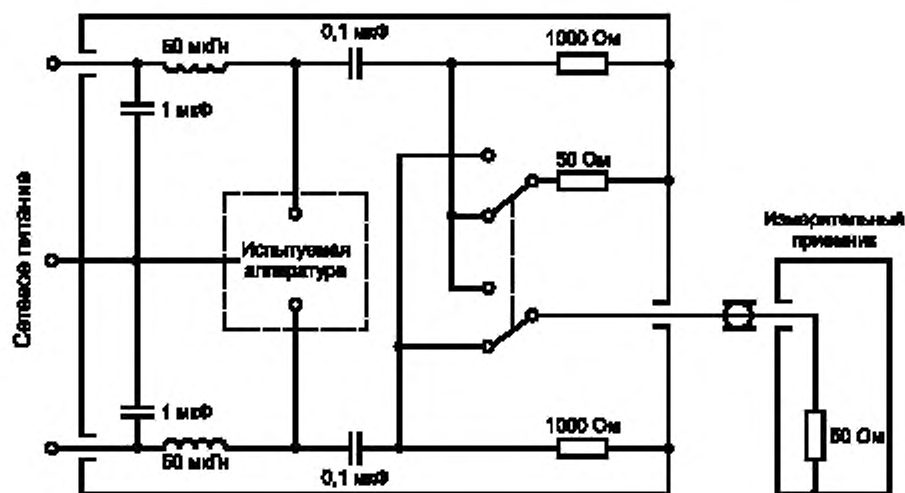 0,1 мкФ
1000 Ом
50 мкГн
1 мкФ
50 Ом
Измерительный
приемник
Испытуемая
аппаратура
Сетевое питание
1 мкФ
1000 Ом
50 Ом
50 мкГн
0,1 мкФ